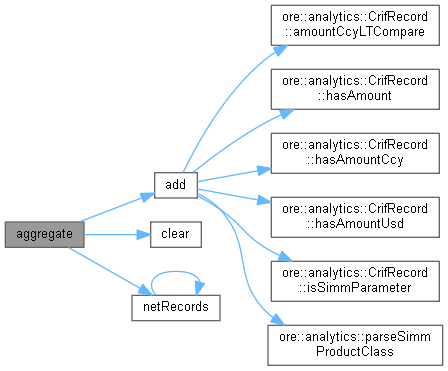 ore::analytics::CrifRecord
::amountCcyLTCompare
ore::analytics::CrifRecord
::hasAmount
ore::analytics::CrifRecord
::hasAmountCcy
add
ore::analytics::CrifRecord
::hasAmountUsd
aggregate
clear
ore::analytics::CrifRecord
::isSimmParameter
netRecords
ore::analytics::parseSimm
ProductClass